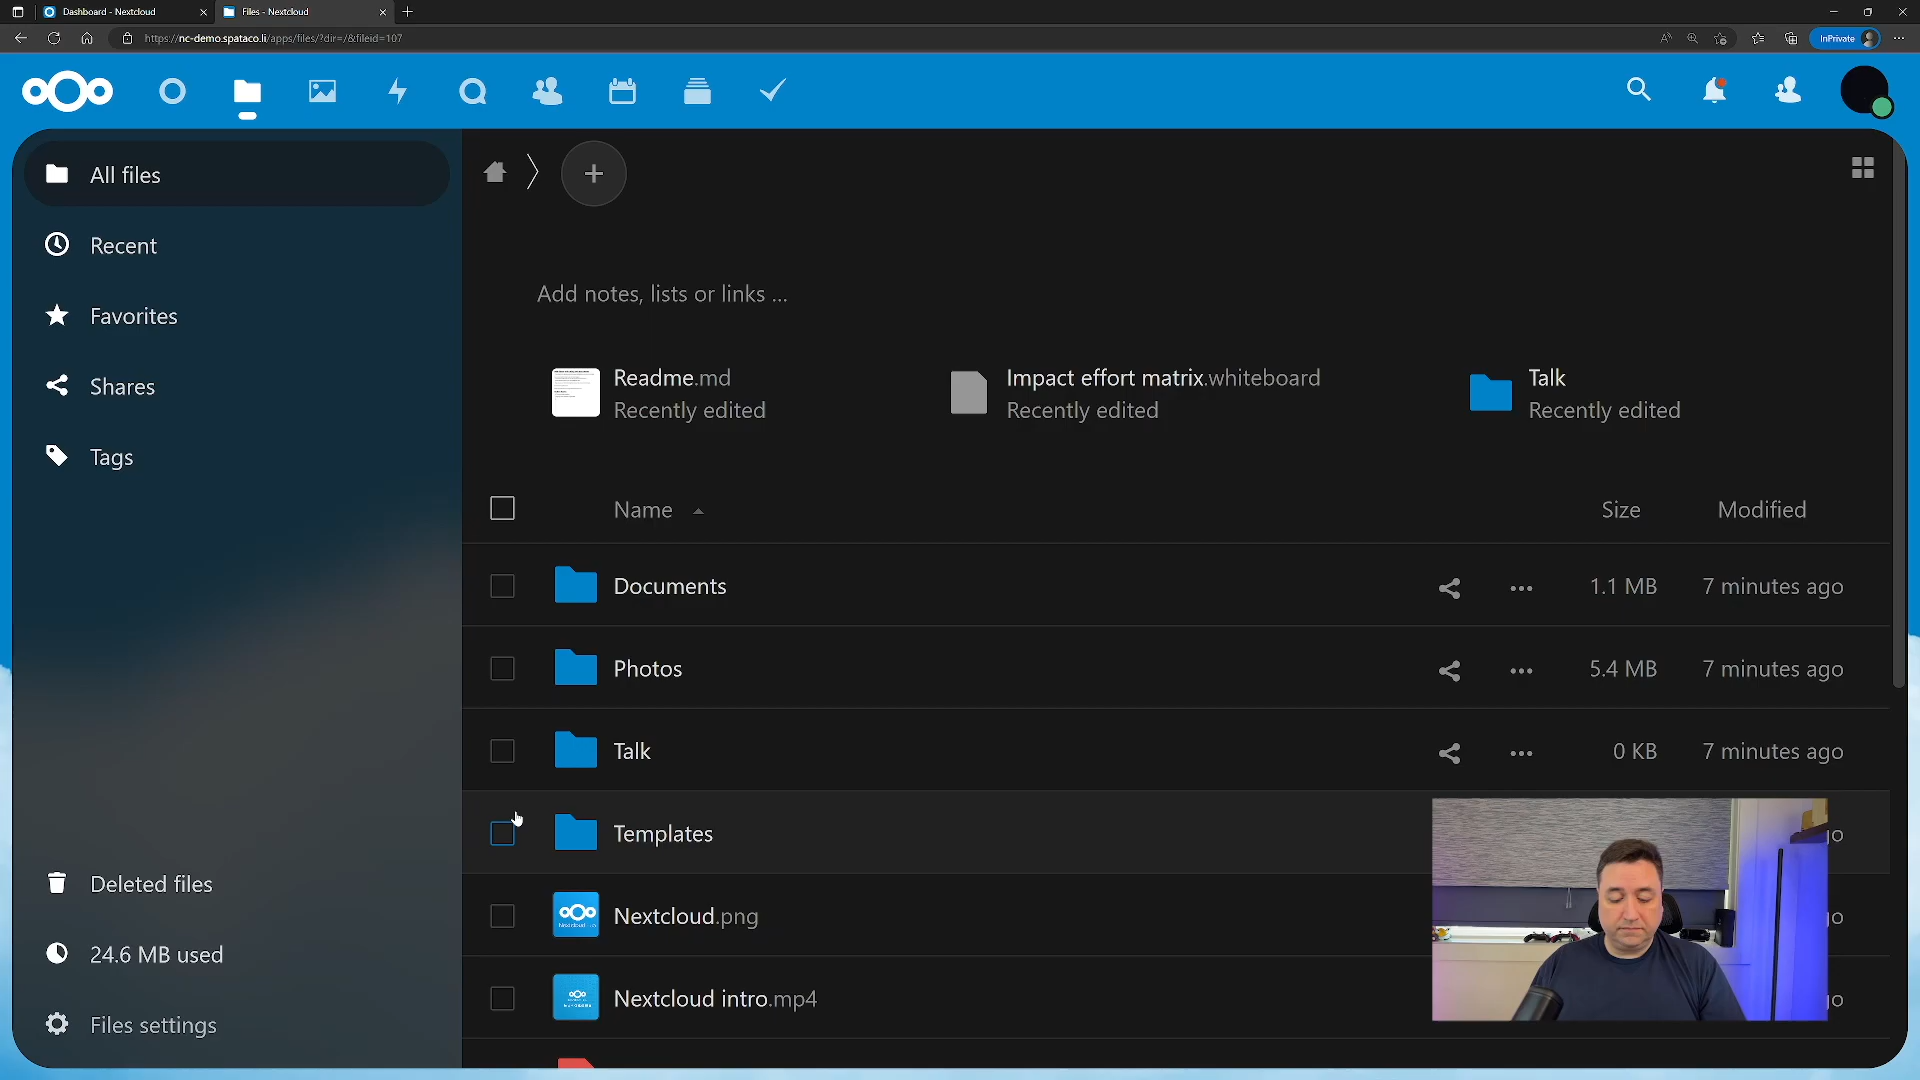 Dashboard - Nextcloud
Files - Nextcloud
https://nc-demo.spataco.li/apps/files/?dir=/&fileid=107
InPrivate
All files
Recent
Favorites
Shares
Tags
Deleted files
24.6 MB used
Files settings
Add notes, lists or links ...
Readme.md
Recently edited
Impact effort matrix.whiteboard
Recently edited
Talk
Recently edited
Name
Size
Modified
Documents
1.1 MB
7 minutes ago
Photos
5.4 MB
7 minutes ago
Talk
0 KB
7 minutes ago
Templates
Nextcloud.png
Nextcloud intro.mp4